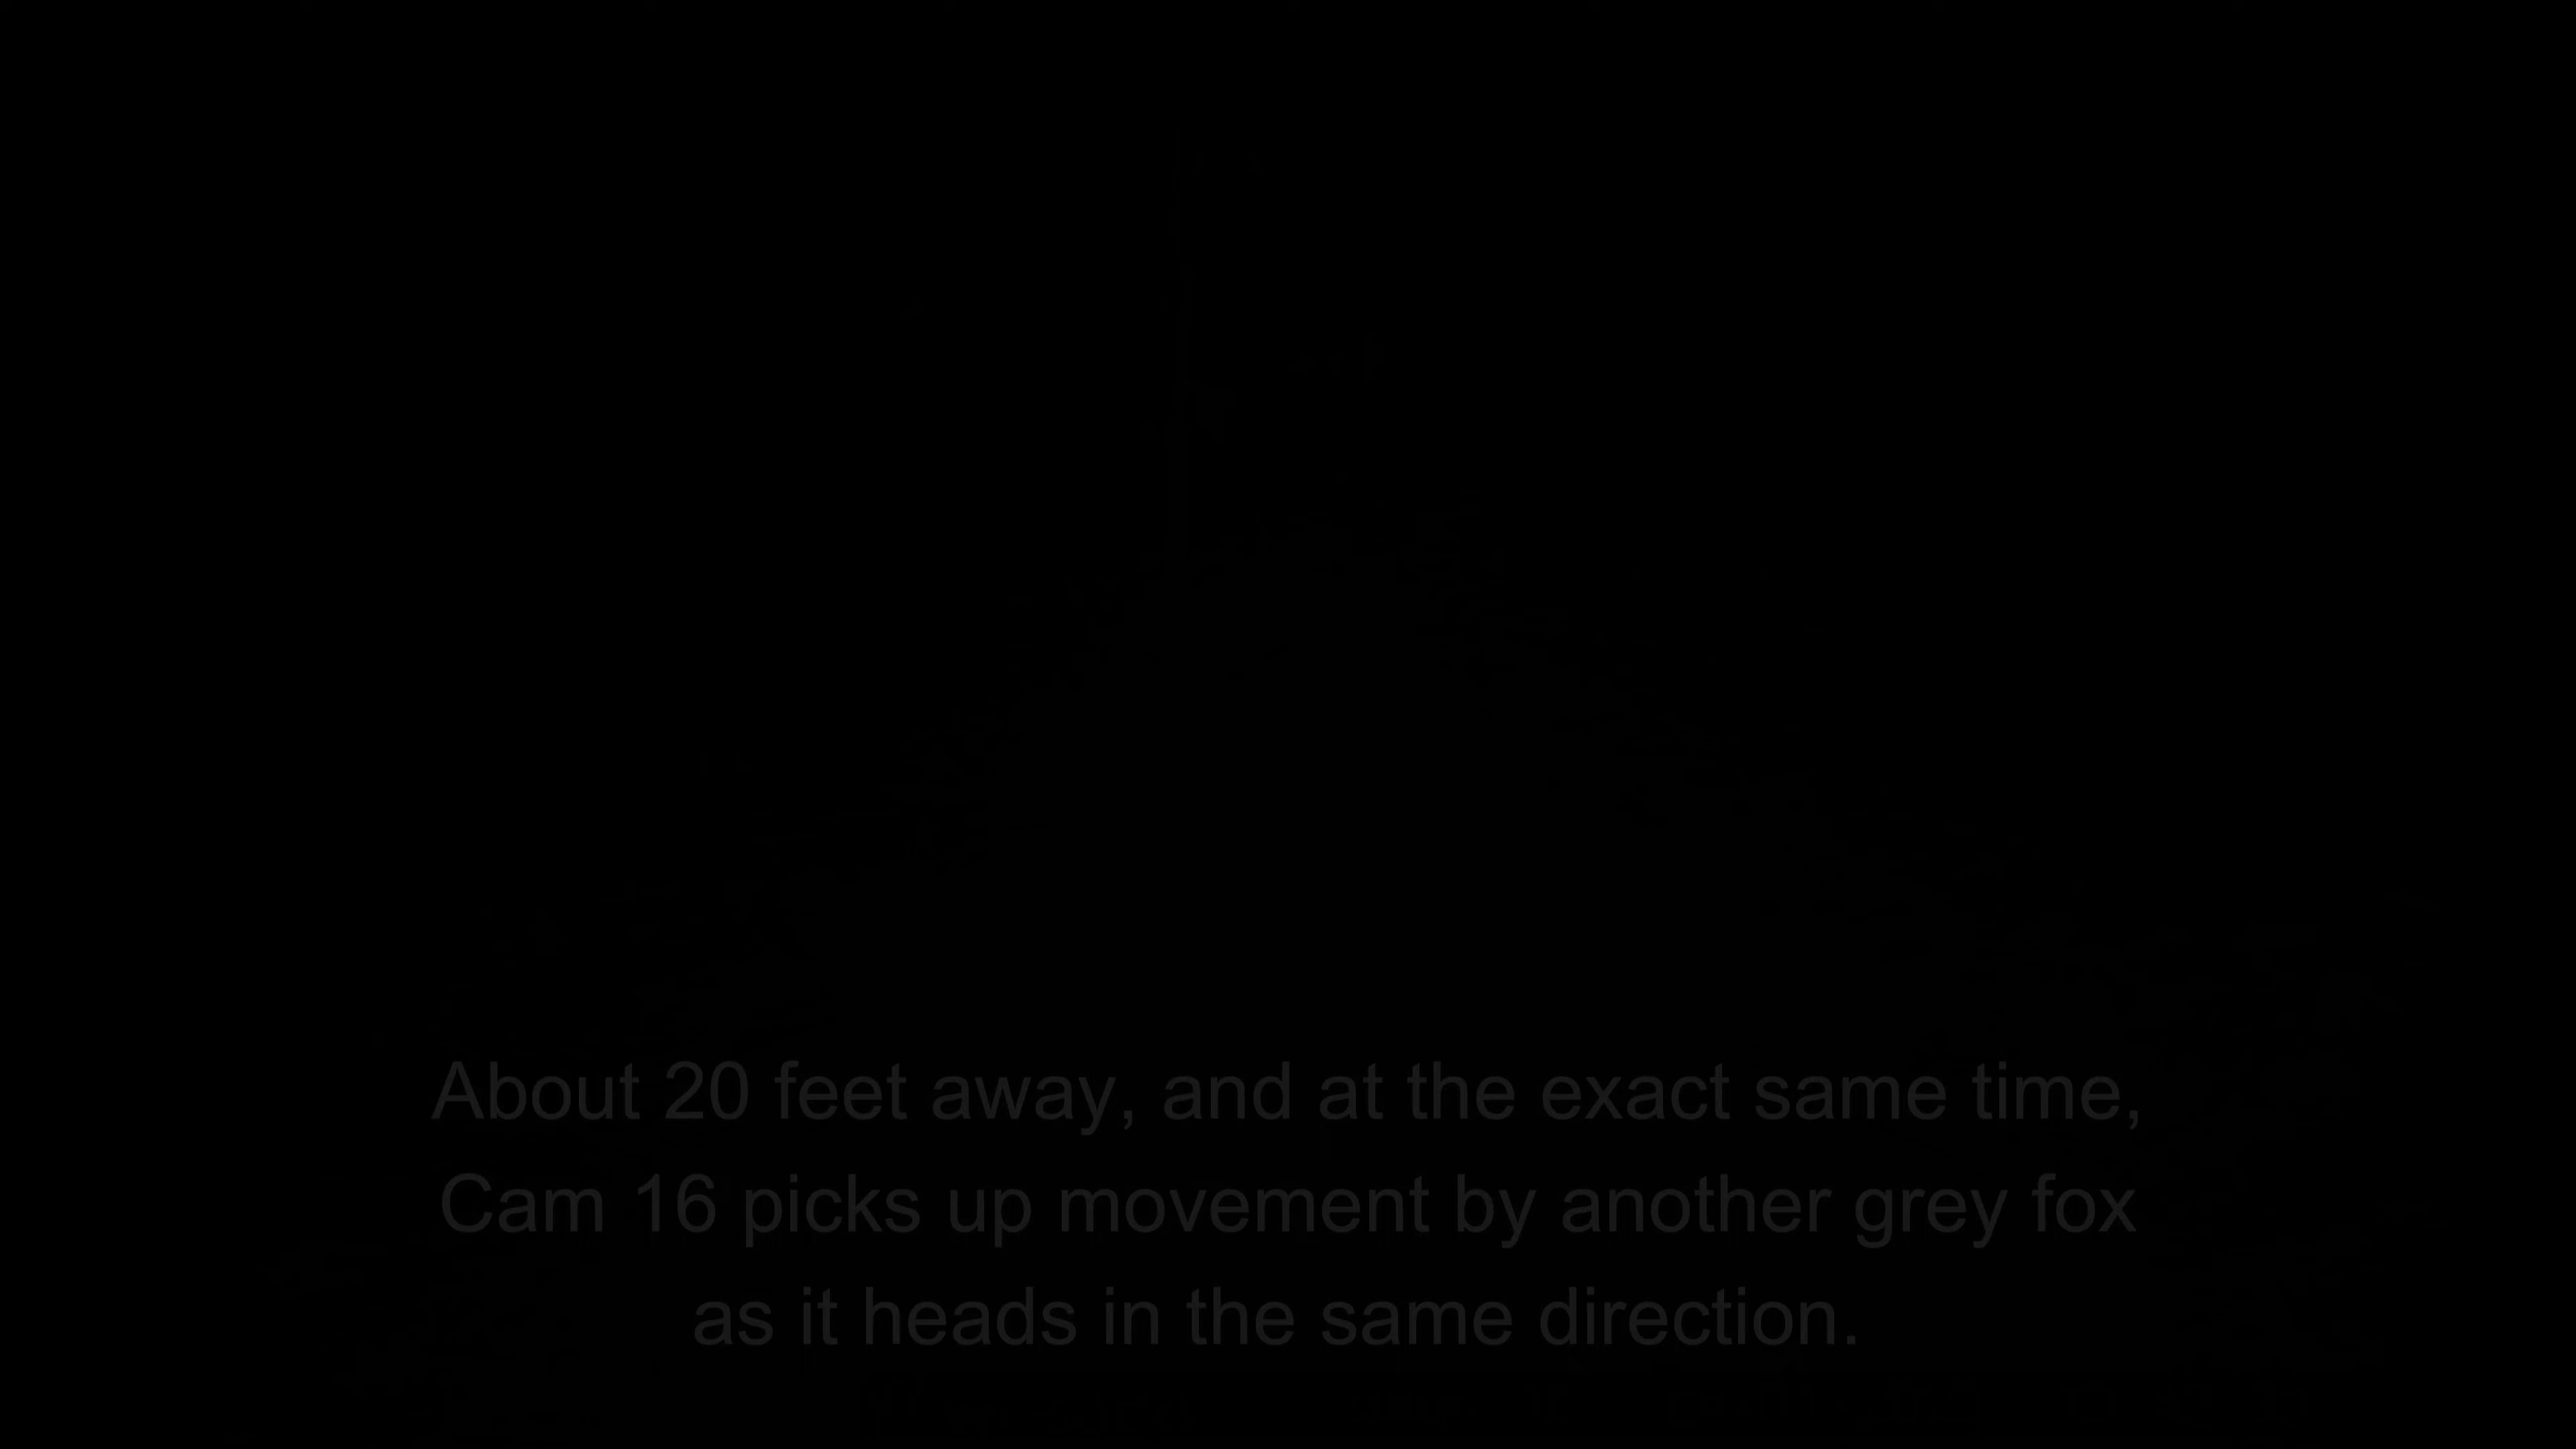 About 20 feet away, and at the exact same time,
Cam 16 picks up movement by another grey fox
as it heads in the same direction.